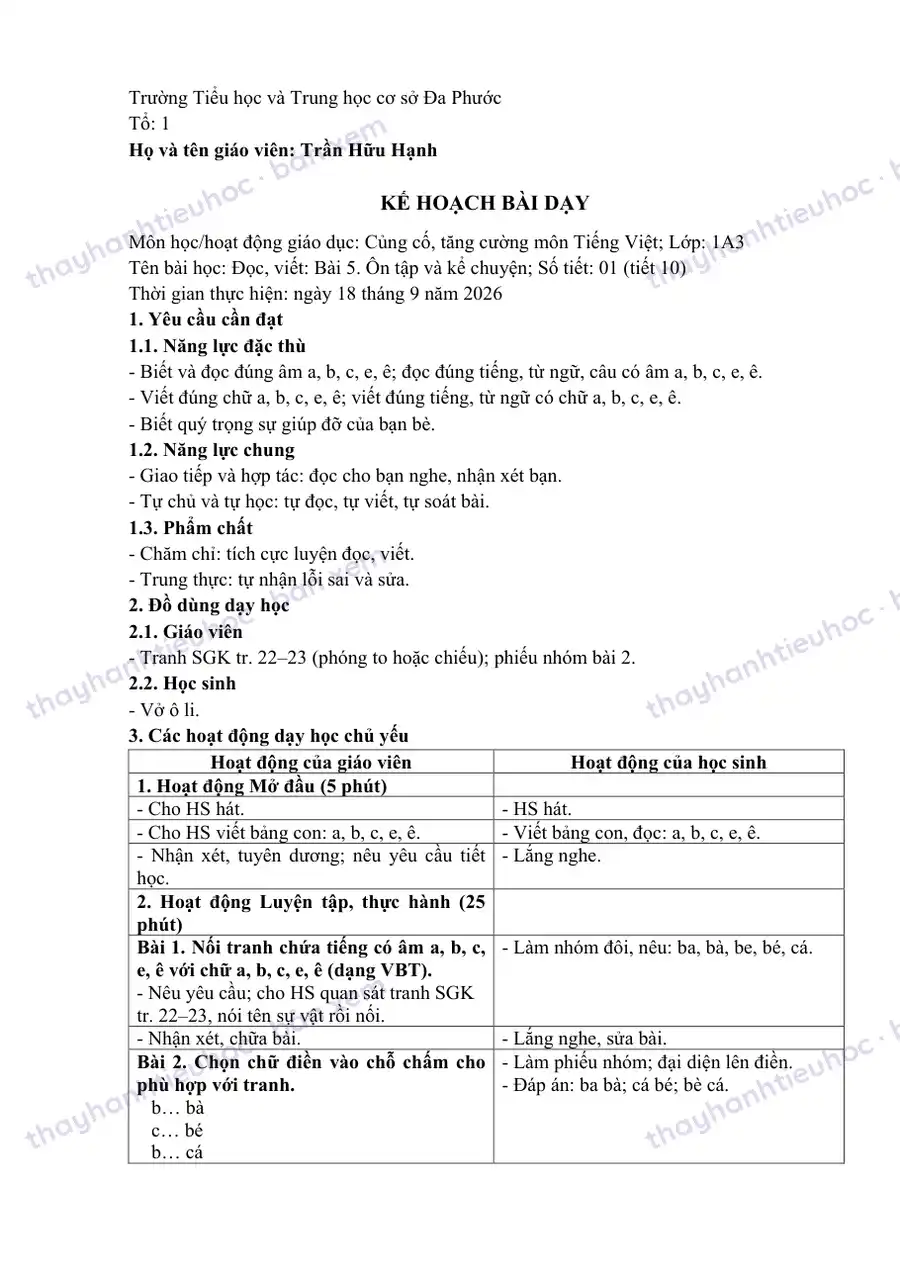 Trường Tiểu học và Trung học cơ sở Đa Phước
Tổ: 1
Họ và tên giáo viên: Trần Hữu Hạnh
KẾ HOẠCH BÀI DẠY
Môn học/hoạt động giáo dục: Củng cố, tăng cường môn Tiếng Việt; Lớp: 1A3
Tên bài học: Đọc, viết: Bài 5. Ôn tập và kể chuyện; Số tiết: 01 (tiết 10)
Thời gian thực hiện: ngày 18 tháng 9 năm 2026
1. Yêu cầu cần đạt
1.1. Năng lực đặc thù
- Biết và đọc đúng âm a, b, c, e, ê; đọc đúng tiếng, từ ngữ, câu có âm a, b, c, e, ê.
- Viết đúng chữ a, b, c, e, ê; viết đúng tiếng, từ ngữ có chữ a, b, c, e, ê.
- Biết quý trọng sự giúp đỡ của bạn bè.
1.2. Năng lực chung
- Giao tiếp và hợp tác: đọc cho bạn nghe, nhận xét bạn.
- Tự chủ và tự học: tự đọc, tự viết, tự soát bài.
1.3. Phẩm chất
- Chăm chỉ: tích cực luyện đọc, viết.
- Trung thực: tự nhận lỗi sai và sửa.
2. Đồ dùng dạy học
2.1. Giáo viên
- Tranh SGK tr. 22–23 (phóng to hoặc chiếu); phiếu nhóm bài 2.
2.2. Học sinh
- Vở ô li.
3. Các hoạt động dạy học chủ yếu
Hoạt động của giáo viên
Hoạt động của học sinh
1. Hoạt động Mở đầu (5 phút)
- Cho HS hát.
- HS hát.
- Cho HS viết bảng con: a, b, c, e, ê.
- Viết bảng con, đọc: a, b, c, e, ê.
- Nhận xét, tuyên dương; nêu yêu cầu tiết
học.
- Lắng nghe.
2. Hoạt động Luyện tập, thực hành (25
phút)
Bài 1. Nối tranh chứa tiếng có âm a, b, c,
e, ê với chữ a, b, c, e, ê (dạng VBT).
- Nêu yêu cầu; cho HS quan sát tranh SGK
tr. 22–23, nói tên sự vật rồi nối.
- Làm nhóm đôi, nêu: ba, bà, be, bé, cá.
- Nhận xét, chữa bài.
- Lắng nghe, sửa bài.
Bài 2. Chọn chữ điền vào chỗ chấm cho
phù hợp với tranh.
b… bà
c… bé
b… cá
- Làm phiếu nhóm; đại diện lên điền.
- Đáp án: ba bà; cá bé; bè cá.
thayhanhtieuhoc · bản xem
thayhanhtieuhoc · b
thayhanhtieuhoc · bản xem
thayhanhtieuhoc · b
thayhanhtieuhoc · bản xem
thayhanhtieuhoc · b